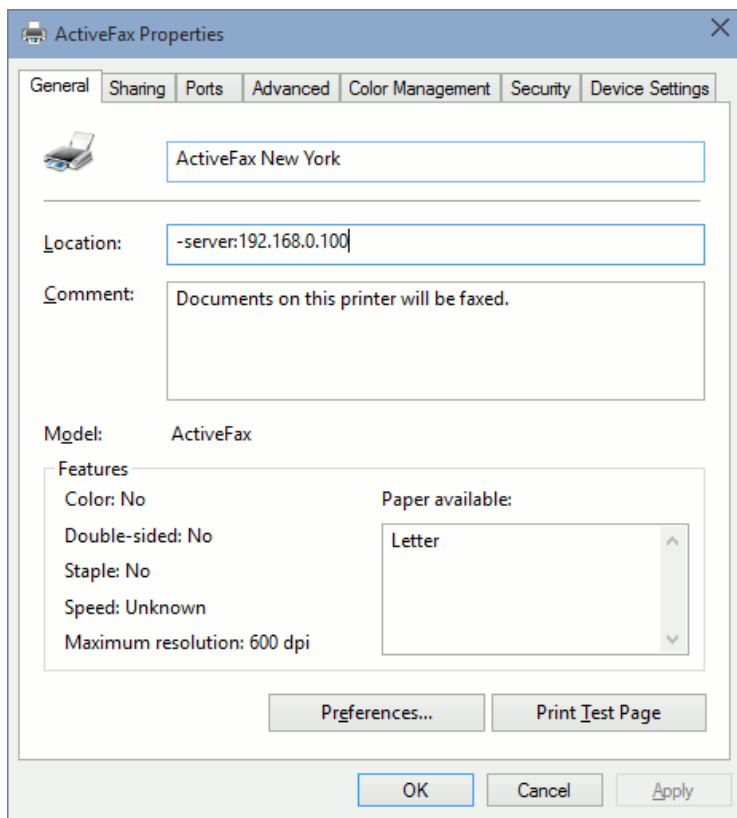 ActiveFax Properties
General Sharing Ports Advanced Color Management Security Device Settings
ActiveFax New York
Location: -server:192.168.0.100
Comment: Documents on this printer will be faxed.
Model: ActiveFax
Features
Color: No Paper available:
Double-sided: No Letter
Staple: No
Speed: Unknown
Maximum resolution: 600 dpi
Preferences... Print Test Page
OK Cancel Apply